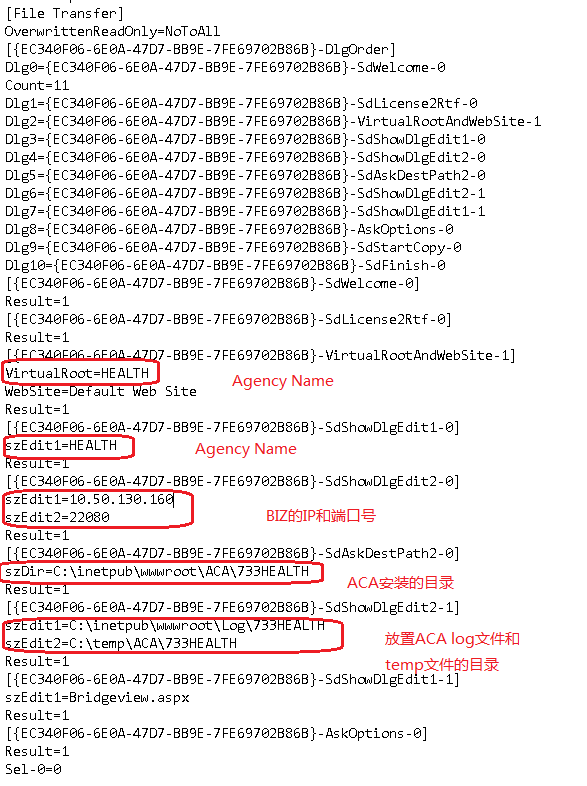 [File Transfer]
OverwrittenReadOnly=NoToAll
[{EC340F06-6E0A-47D7-BB9E-7FE69702B86B}-DlgOrder]
Dlg0={EC340F06-6E0A-47D7-BB9E-7FE69702B86B}-SdWelcome-0
Count=11
Dlg1={EC340F06-6E0A-47D7-BB9E-7FE69702B86B}-SdLicense2Rtf-0
Dlg2={EC340F06-6E0A-47D7-BB9E-7FE69702B86B}-VirtualRootAndWebSite-1
Dlg3={EC340F06-6E0A-47D7-BB9E-7FE69702B86B}-SdShowDlgEdit1-0
Dlg4={EC340F06-6E0A-47D7-BB9E-7FE69702B86B}-SdShowDlgEdit2-0
Dlg5={EC340F06-6E0A-47D7-BB9E-7FE69702B86B}-SdAskDestPath2-0
Dlg6={EC340F06-6E0A-47D7-BB9E-7FE69702B86B}-SdShowDlgEdit2-1
Dlg7={EC340F06-6E0A-47D7-BB9E-7FE69702B86B}-SdShowDlgEdit1-1
Dlg8={EC340F06-6E0A-47D7-BB9E-7FE69702B86B}-AskOptions-0
Dlg9={EC340F06-6E0A-47D7-BB9E-7FE69702B86B}-SdStartCopy-0
Dlg10={EC340F06-6E0A-47D7-BB9E-7FE69702B86B}-SdFinish-0
[{EC340F06-6E0A-47D7-BB9E-7FE69702B86B}-SdWelcome-0]
Result=1
[{EC340F06-6E0A-47D7-BB9E-7FE69702B86B}-SdLicense2Rtf-0]
Result=1
[{EC340F06-6E0A-47D7-BB9E-7FE69702B86B}-VirtualRootAndWebSite-1]
VirtualRoot=HEALTH
Agency Name
WebSite=Default Web Site
Result=1
[{EC340F06-6E0A-47D7-BB9E-7FE69702B86B}-SdShowDlgEdit1-0]
szEdit1=HEALTH
Agency Name
Result=1
[{EC340F06-6E0A-47D7-BB9E-7FE69702B86B}-SdShowDlgEdit2-0]
szEdit1=10.50.130.160
szEdit2=22080
BIZ的IP和端口号
Result=1
[{EC340F06-6E0A-47D7-BB9E-7FE69702B86B}-SdAskDestPath2-0]
szDir=C:\inetpub\wwwroot\ACA\733HEALTH
ACA安装的目录
Result=1
[{EC340F06-6E0A-47D7-BB9E-7FE69702B86B}-SdShowDlgEdit2-1]
szEdit1=C:\inetpub\wwwroot\Log\733HEALTH
szEdit2=C:\temp\ACA\733HEALTH
放置ACA log文件和
temp文件的目录
Result=1
[{EC340F06-6E0A-47D7-BB9E-7FE69702B86B}-SdShowDlgEdit1-1]
szEdit1=Bridgeview.aspx
Result=1
[{EC340F06-6E0A-47D7-BB9E-7FE69702B86B}-AskOptions-0]
Result=1
Sel-0=0